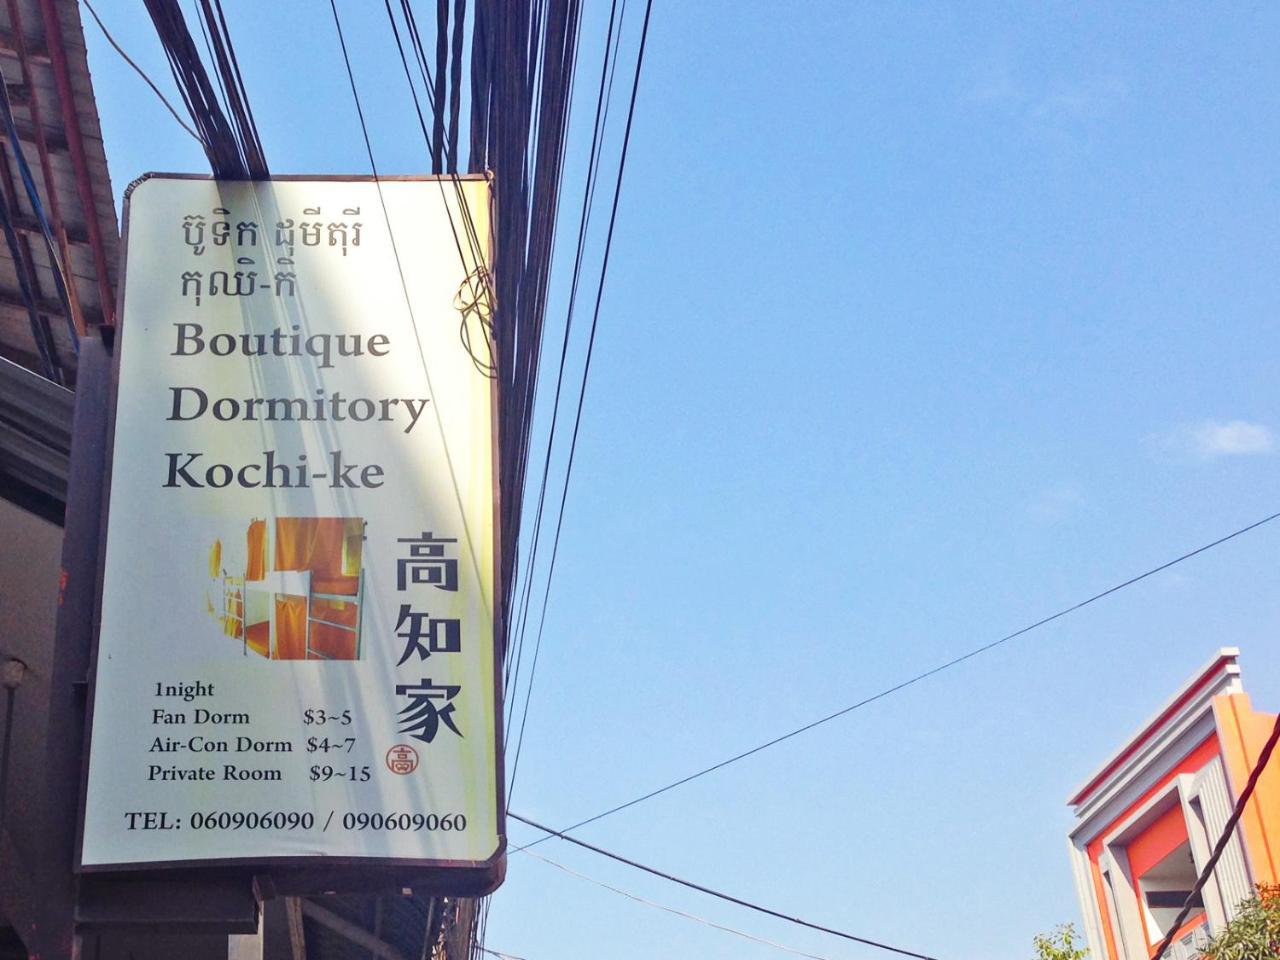 ប៊ូទិក ដុមីតុរី
កុឈិ-កិ
Boutique
Dormitory
Kochi-ke
高知家
高
1night
Fan Dorm $3~5
Air-Con Dorm $4~7
Private Room $9~15
TEL: 060906090 / 090609060